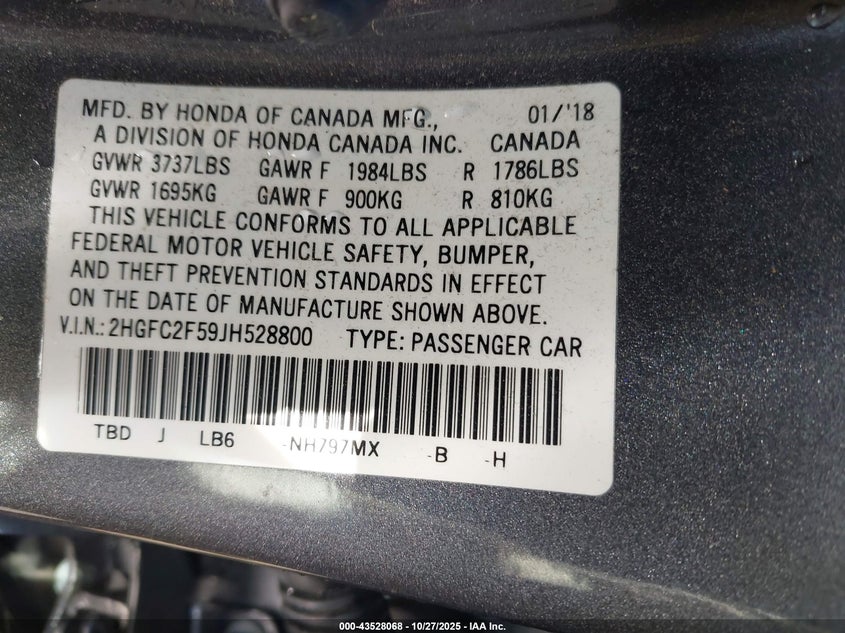 MFD. BY HONDA OF CANADA MFG., 01/'18
A DIVISION OF HONDA CANADA INC. CANADA
GVWR 3737LBS GAWR F 1984LBS R 1786LBS
GVWR 1695KG GAWR F 900KG R 810KG
THIS VEHICLE CONFORMS TO ALL APPLICABLE
FEDERAL MOTOR VEHICLE SAFETY, BUMPER,
AND THEFT PREVENTION STANDARDS IN EFFECT
ON THE DATE OF MANUFACTURE SHOWN ABOVE.
V.I.N.: 2HGFC2F59JH528800 TYPE: PASSENGER CAR
TBD J LB6 -NH797MX -B -H
000-43528068 - 10/27/2025 - IAA Inc.